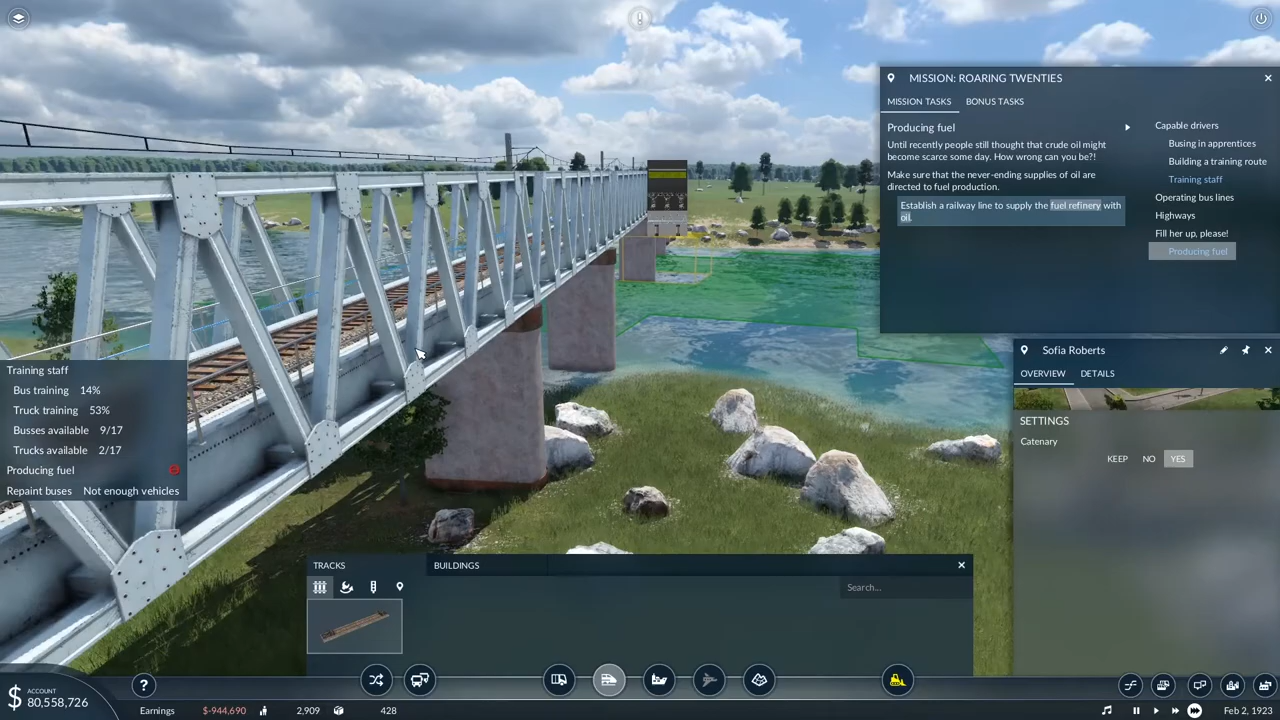 MISSION: ROARING TWENTIES
MISSION TASKS BONUS TASKS
Producing fuel
Until recently people still thought that crude oil might
become scarce some day. How wrong can you be?!
Make sure that the never-ending supplies of oil are
directed to fuel production.
Establish a railway line to supply the fuel refinery with
oil.
Capable drivers
Busing in apprentices
Building a training route
Training staff
Operating bus lines
Highways
Fill her up, please!
Producing fuel
Sofia Roberts
OVERVIEW DETAILS
SETTINGS
Catenary
KEEP NO YES
Training staff
Bus training 14%
Truck training 53%
Busses available 9/17
Trucks available 2/17
Producing fuel
Repaint buses Not enough vehicles
TRACKS BUILDINGS
Search...
$ ACCOUNT
80,558,726
?
Earnings $-944,690 2,909 428
Feb 2, 1923